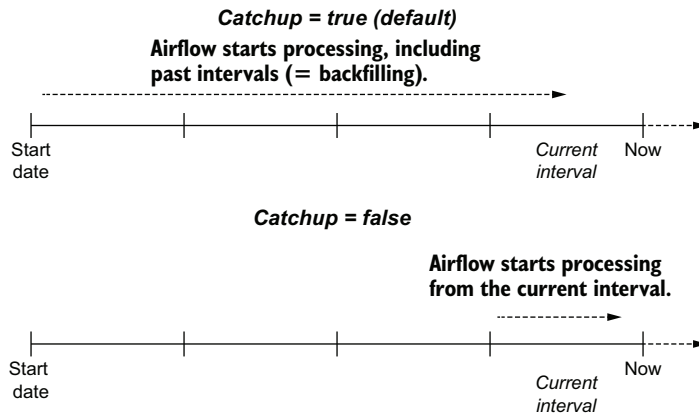 Catchup = true (default)
Airflow starts processing, including
past intervals (= backfilling).
Start
date
Current
interval
Now
Catchup = false
Airflow starts processing
from the current interval.
Start
date
Current
interval
Now